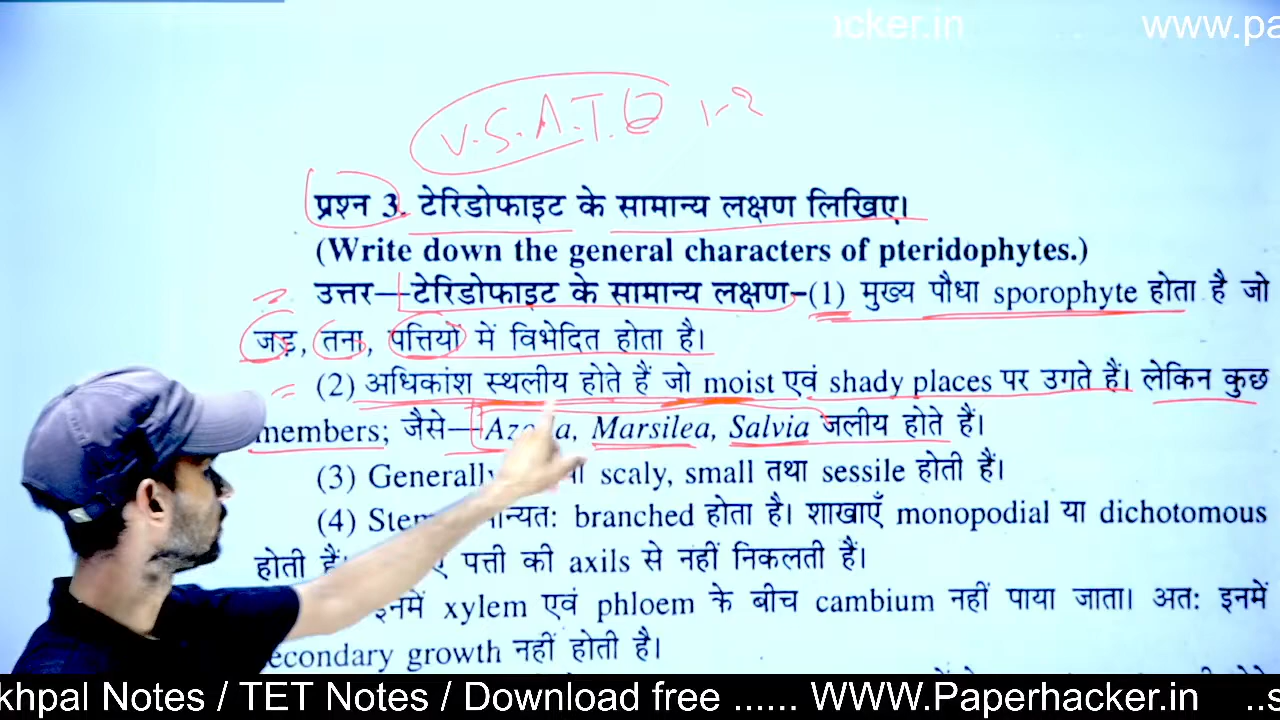 cker.in www.pa
V.S.A.T. 1-2
प्रश्न 3. टेरिडोफाइट के सामान्य लक्षण लिखिए।
(Write down the general characters of pteridophytes.)
उत्तर—टेरिडोफाइट के सामान्य लक्षण-(1) मुख्य पौधा sporophyte होता है जो
जड़, तना, पत्तियों में विभेदित होता है।
(2) अधिकांश स्थलीय होते हैं जो moist एवं shady places पर उगते हैं। लेकिन कुछ
members; जैसे— Marsilea, Salvia जलीय होते हैं।
(3) Generally scaly, small तथा sessile होती हैं।
(4) Stem branched होता है। शाखाएँ monopodial या dichotomous
होती हैं। पत्ती की axils से नहीं निकलती हैं।
इनमें xylem एवं phloem के बीच cambium नहीं पाया जाता। अत: इनमें
econdary growth नहीं होती है।
khpal Notes / TET Notes / Download free ...... WWW.Paperhacker.in ..s